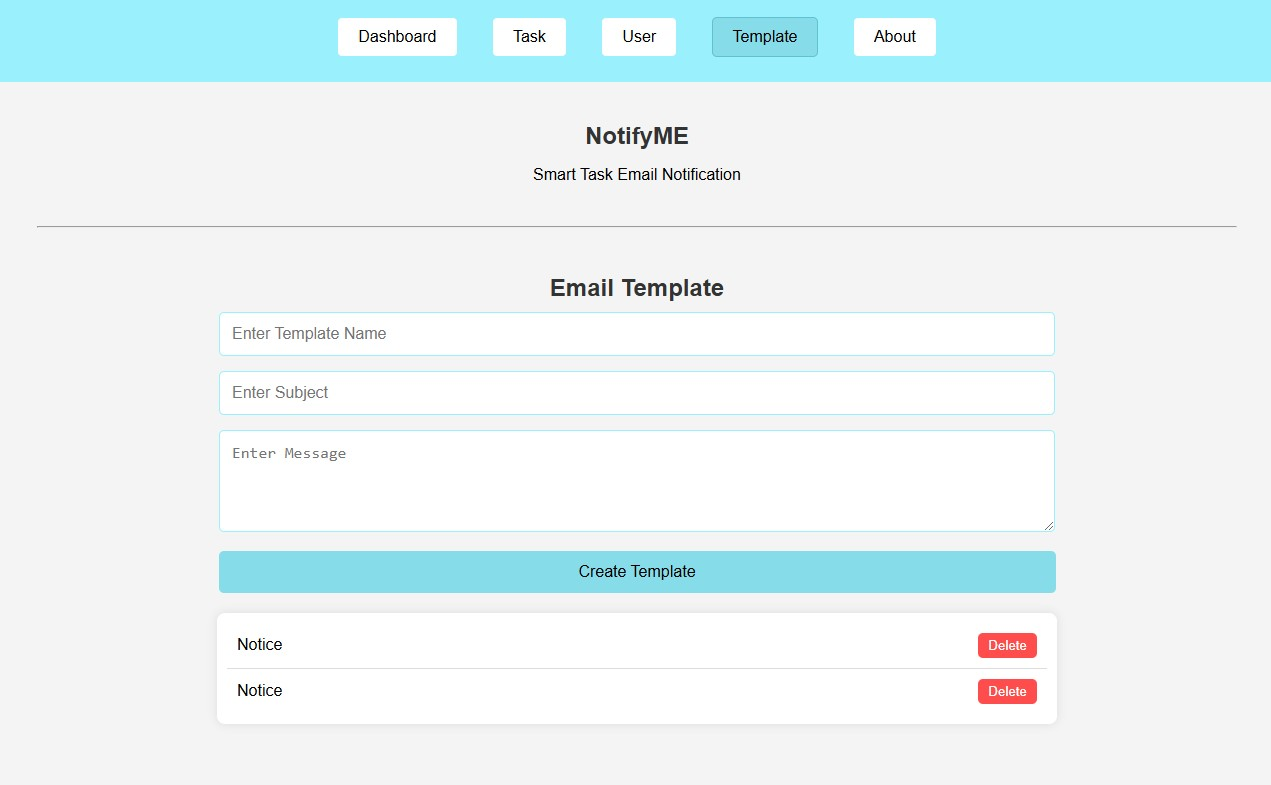 Dashboard Task User Template About
NotifyME
Smart Task Email Notification
Email Template
Enter Template Name
Enter Subject
Enter Message
Create Template
Notice Delete
Notice Delete